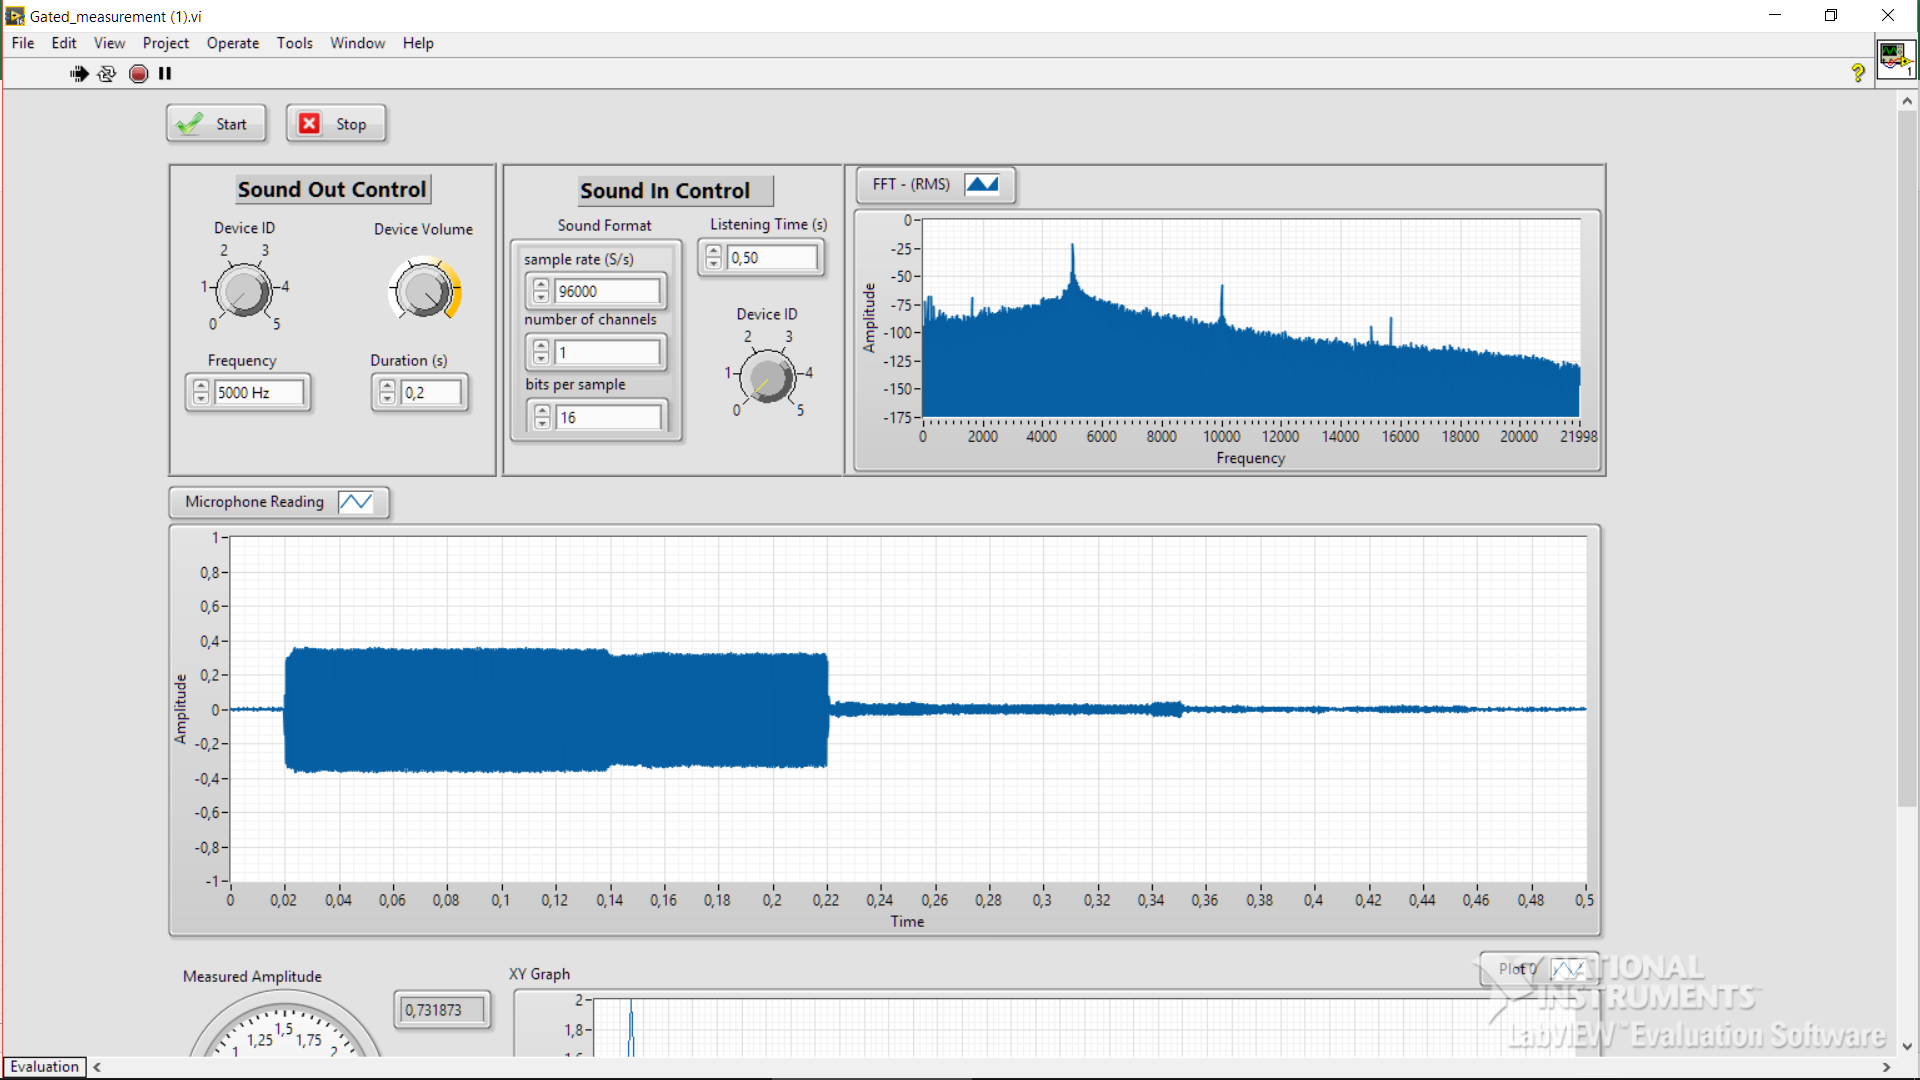 Gated_measurement (1).vi
File Edit View Project Operate Tools Window Help
1
Start Stop
Sound Out Control
Device ID
0 1 2 3 4 5
Device Volume
Frequency
5000 Hz
Duration (s)
0,2
Sound In Control
Sound Format
sample rate (S/s)
96000
number of channels
1
bits per sample
16
Listening Time (s)
0,50
Device ID
0 1 2 3 4 5
FFT - (RMS)
Amplitude
0
-25
-50
-75
-100
-125
-150
-175
0 2000 4000 6000 8000 10000 12000 14000 16000 18000 20000 21998
Frequency
Microphone Reading
Amplitude
1
0,8
0,6
0,4
0,2
0
-0,2
-0,4
-0,6
-0,8
-1
0 0,02 0,04 0,06 0,08 0,1 0,12 0,14 0,16 0,18 0,2 0,22 0,24 0,26 0,28 0,3 0,32 0,34 0,36 0,38 0,4 0,42 0,44 0,46 0,48 0,5
Time
Measured Amplitude
1 1,25 1,5 1,75 2
0,731873
XY Graph
Plot 0
2
1,8
NATIONAL
INSTRUMENTS™
LabVIEW™ Evaluation Software
Evaluation